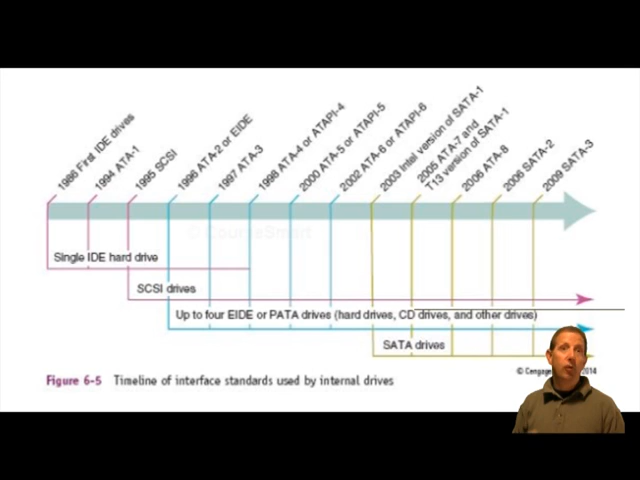 1986 First IDE drives
1994 ATA-1
1995 SCSI
1996 ATA-2 or EIDE
1997 ATA-3
1998 ATA-4 or ATAPI-4
2000 ATA-5 or ATAPI-5
2002 ATA-6 or ATAPI-6
2003 Intel version of SATA-1
2005 ATA-7 and
T13 version of SATA-1
2006 ATA-8
2006 SATA-2
2009 SATA-3
© CourseSmart
Single IDE hard drive
SCSI drives
Up to four EIDE or PATA drives (hard drives, CD drives, and other drives)
SATA drives
© Cengage 2014
Figure 6-5 Timeline of interface standards used by internal drives